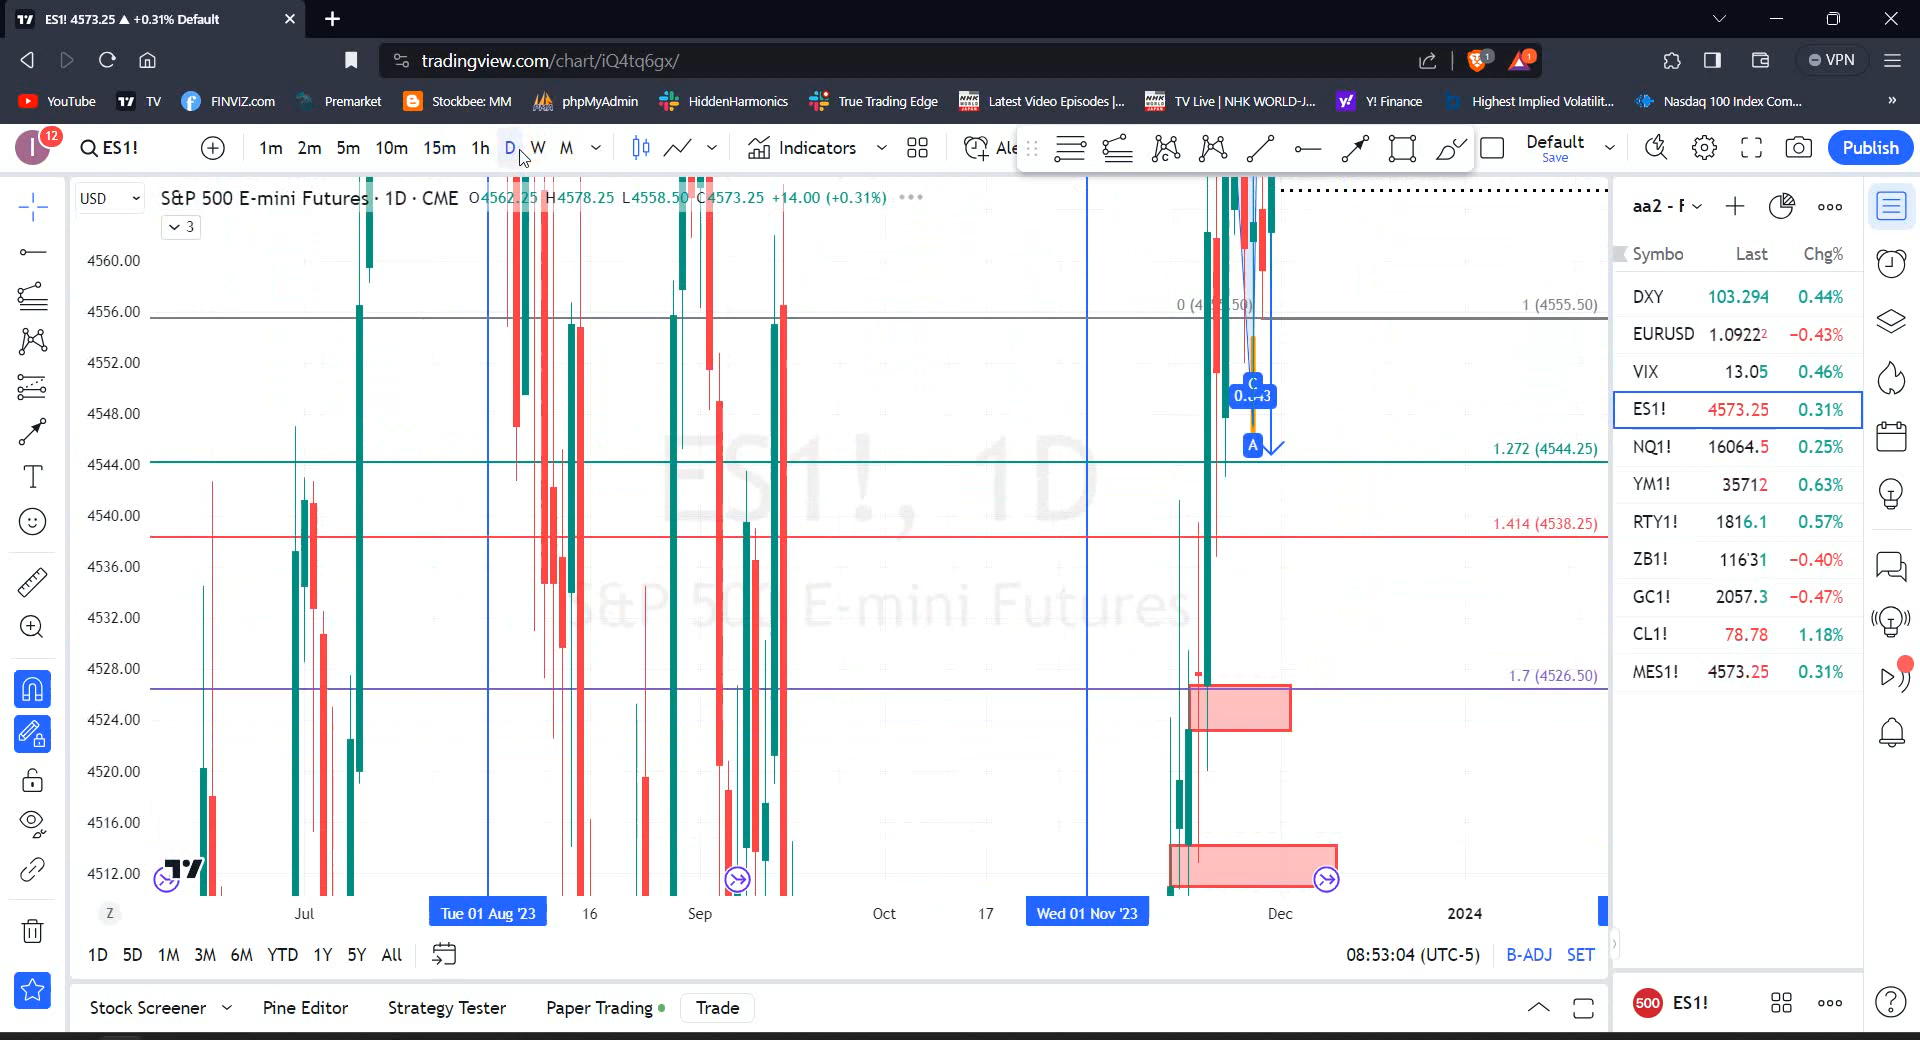 ES1! 4573.25 ▲ +0.31% Default
tradingview.com/chart/iQ4tq6gx/
1
1
VPN
YouTube
TV
FINVIZ.com
Premarket
Stockbee: MM
phpMyAdmin
HiddenHarmonics
True Trading Edge
Latest Video Episodes |...
TV Live | NHK WORLD-J...
Y! Finance
Highest Implied Volatilit...
Nasdaq 100 Index Com...
I
12
ES1!
1m 2m 5m 10m 15m 1h D W M
Indicators
Default
Save
Publish
USD
S&P 500 E-mini Futures · 1D · CME O4562.25 H4578.25 L4558.50 C4573.25 +14.00 (+0.31%)
3
4560.00
4556.00
4552.00
4548.00
4544.00
4540.00
4536.00
4532.00
4528.00
4524.00
4520.00
4516.00
4512.00
1 (4555.50)
C
A
1.272 (4544.25)
1.414 (4538.25)
1.7 (4526.50)
ES1!, 1D
S&P 500 E-mini Futures
Z
Jul
Tue 01 Aug '23
16
Sep
Oct
17
Wed 01 Nov '23
Dec
2024
1D 5D 1M 3M 6M YTD 1Y 5Y All
08:53:04 (UTC-5)
B-ADJ SET
Stock Screener
Pine Editor
Strategy Tester
Paper Trading
Trade
Symbo Last Chg%
DXY 103.294 0.44%
EURUSD 1.09222 −0.43%
VIX 13.05 0.46%
ES1! 4573.25 0.31%
NQ1! 16064.5 0.25%
YM1! 35712 0.63%
RTY1! 1816.1 0.57%
ZB1! 116'31 −0.40%
GC1! 2057.3 −0.47%
CL1! 78.78 1.18%
MES1! 4573.25 0.31%
500 ES1!